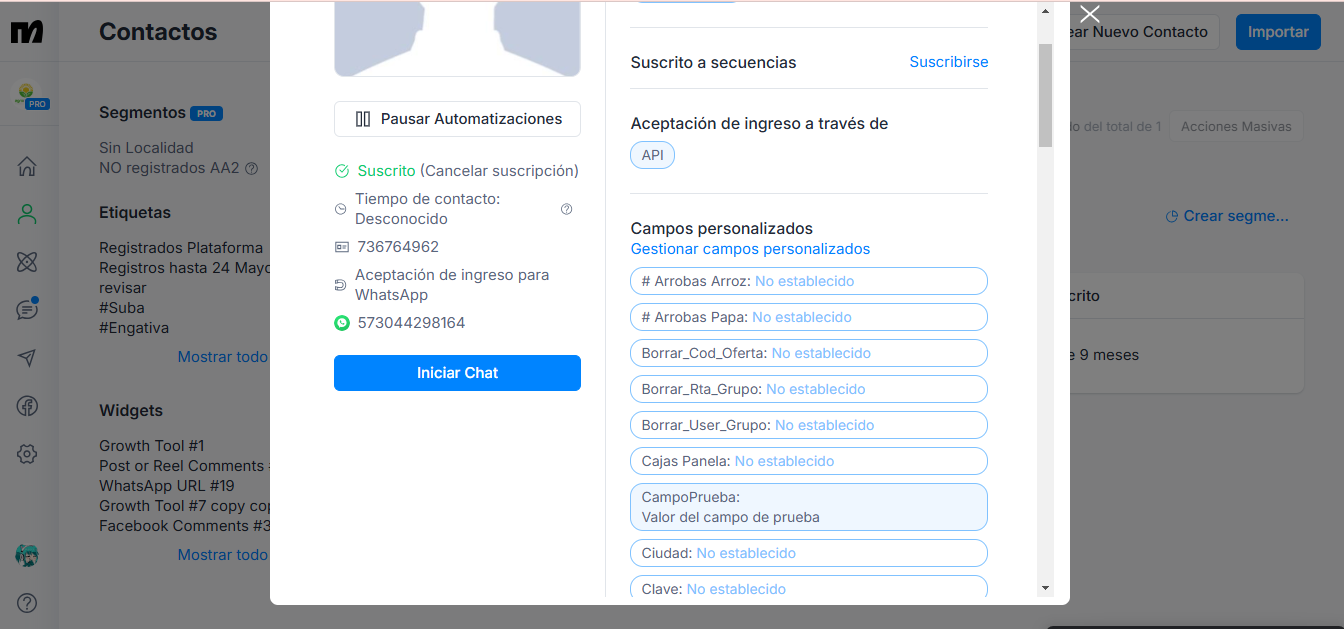 Contactos
ear Nuevo Contacto
Importar
PRO
Segmentos PRO
Sin Localidad
NO registrados AA2
Etiquetas
Registrados Plataforma
Registros hasta 24 Mayo
revisar
#Suba
#Engativa
Mostrar todo
Widgets
Growth Tool #1
Post or Reel Comments
WhatsApp URL #19
Growth Tool #7 copy cop
Facebook Comments #3
Mostrar todo
Pausar Automatizaciones
Suscrito (Cancelar suscripción)
Tiempo de contacto:
Desconocido
736764962
Aceptación de ingreso para
WhatsApp
573044298164
Iniciar Chat
Suscrito a secuencias
Suscribirse
Aceptación de ingreso a través de
API
Campos personalizados
Gestionar campos personalizados
# Arrobas Arroz: No establecido
# Arrobas Papa: No establecido
Borrar_Cod_Oferta: No establecido
Borrar_Rta_Grupo: No establecido
Borrar_User_Grupo: No establecido
Cajas Panela: No establecido
CampoPrueba:
Valor del campo de prueba
Ciudad: No establecido
Clave: No establecido
lo del total de 1
Acciones Masivas
Crear segme...
crito
e 9 meses